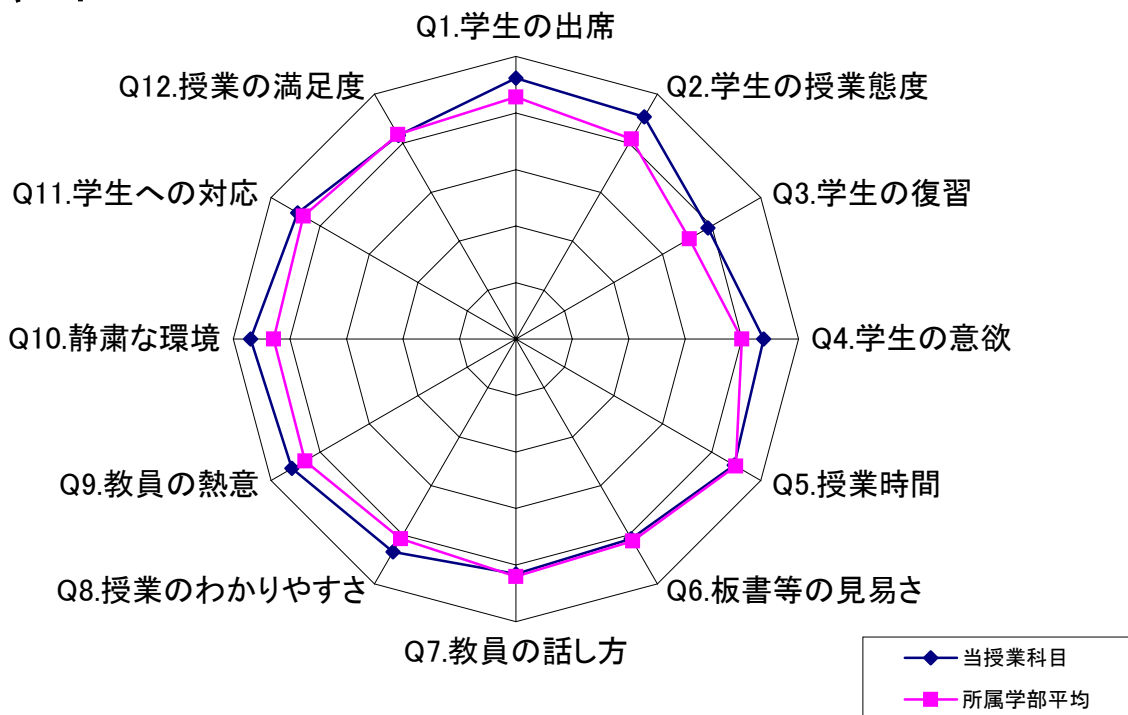 Q1.学生の出席
Q2.学生の授業態度
Q3.学生の復習
Q4.学生の意欲
Q5.授業時間
Q6.板書等の見易さ
Q7.教員の話し方
Q8.授業のわかりやすさ
Q9.教員の熱意
Q10.静粛な環境
Q11.学生への対応
Q12.授業の満足度
当授業科目
所属学部平均